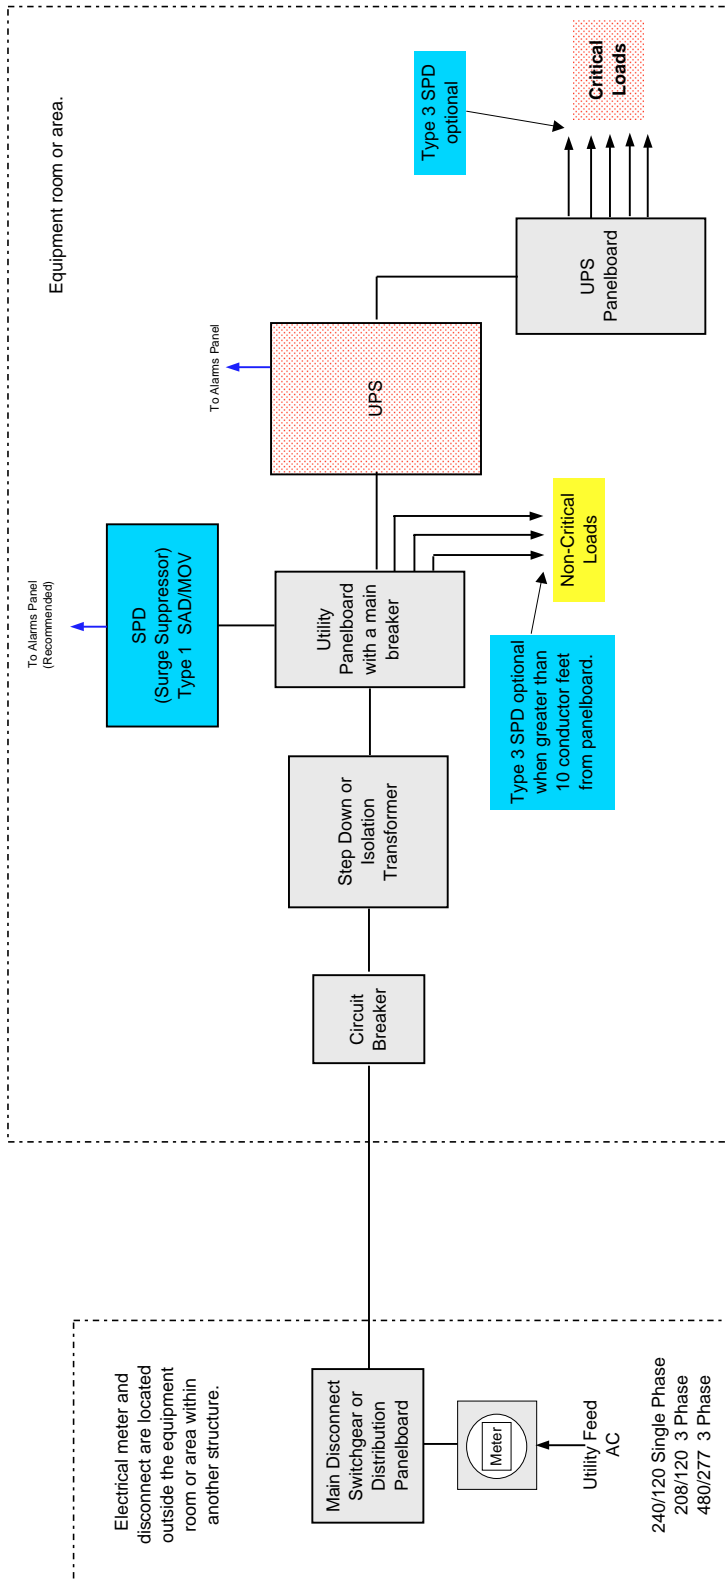 Electrical meter and
disconnect are located
outside the equipment
room or area within
another structure.
Main Disconnect
Switchgear or
Distribution
Panelboard
Meter
Utility Feed
AC
240/120 Single Phase
208/120 3 Phase
480/277 3 Phase
Equipment room or area.
Circuit
Breaker
Step Down or
Isolation
Transformer
To Alarms Panel
(Recommended)
SPD
(Surge Suppressor)
Type 1 SAD/MOV
Utility
Panelboard
with a main
breaker
Type 3 SPD optional
when greater than
10 conductor feet
from panelboard.
Non-Critical
Loads
To Alarms Panel
UPS
UPS
Panelboard
Type 3 SPD
optional
Critical
Loads